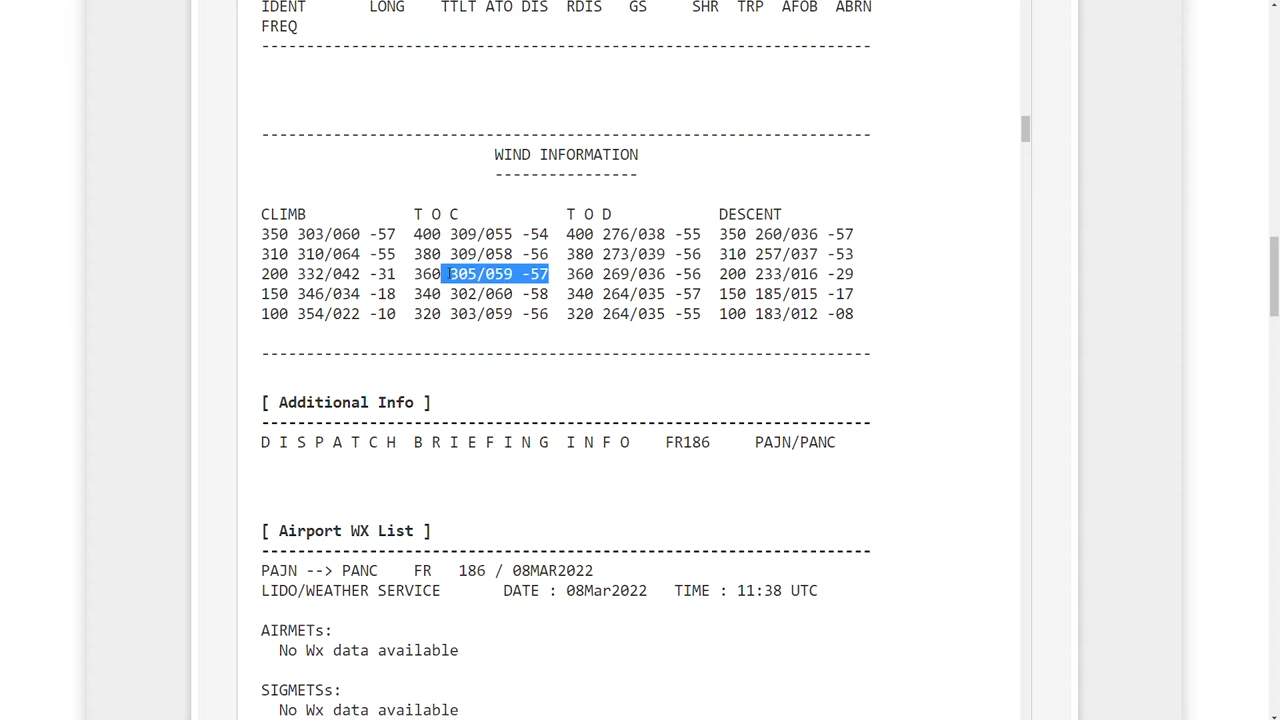 IDENT LONG TTLT ATO DIS RDIS GS SHR TRP AFOB ABRN
FREQ
--------------------------------------------------------------------
--------------------------------------------------------------------
WIND INFORMATION
----------------
CLIMB T O C T O D DESCENT
350 303/060 -57 400 309/055 -54 400 276/038 -55 350 260/036 -57
310 310/064 -55 380 309/058 -56 380 273/039 -56 310 257/037 -53
200 332/042 -31 360 305/059 -57 360 269/036 -56 200 233/016 -29
150 346/034 -18 340 302/060 -58 340 264/035 -57 150 185/015 -17
100 354/022 -10 320 303/059 -56 320 264/035 -55 100 183/012 -08
--------------------------------------------------------------------
[ Additional Info ]
--------------------------------------------------------------------
D I S P A T C H B R I E F I N G I N F O FR186 PAJN/PANC
[ Airport WX List ]
--------------------------------------------------------------------
PAJN --> PANC FR 186 / 08MAR2022
LIDO/WEATHER SERVICE DATE : 08Mar2022 TIME : 11:38 UTC
AIRMETs:
No Wx data available
SIGMETSs:
No Wx data available